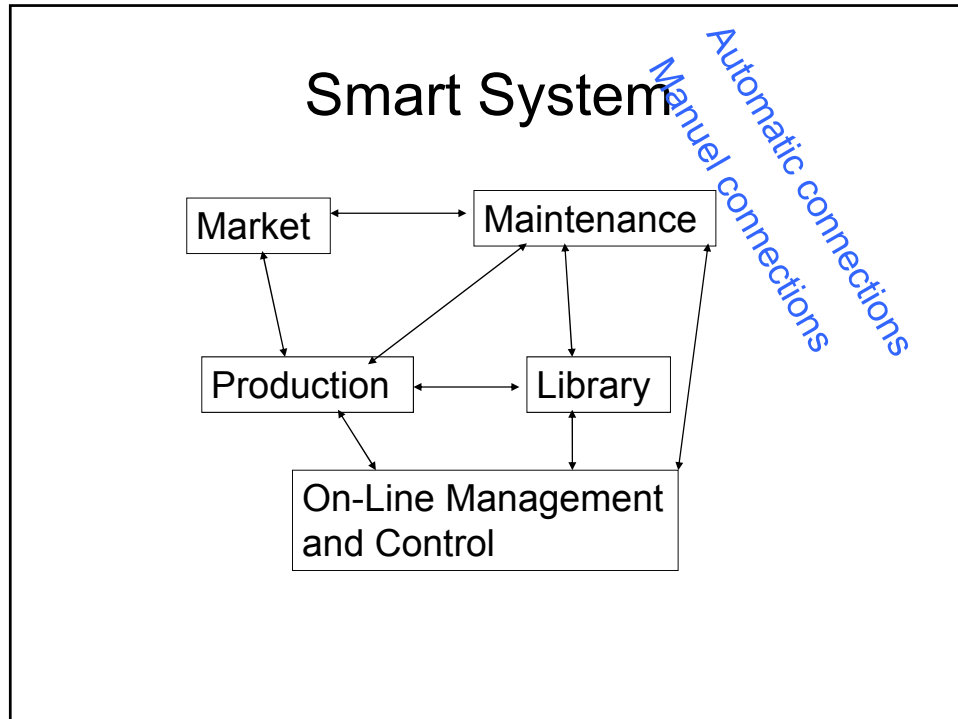 Smart System
Automatic connections
Manuel connections
Market
Maintenance
Production
Library
On-Line Management
and Control